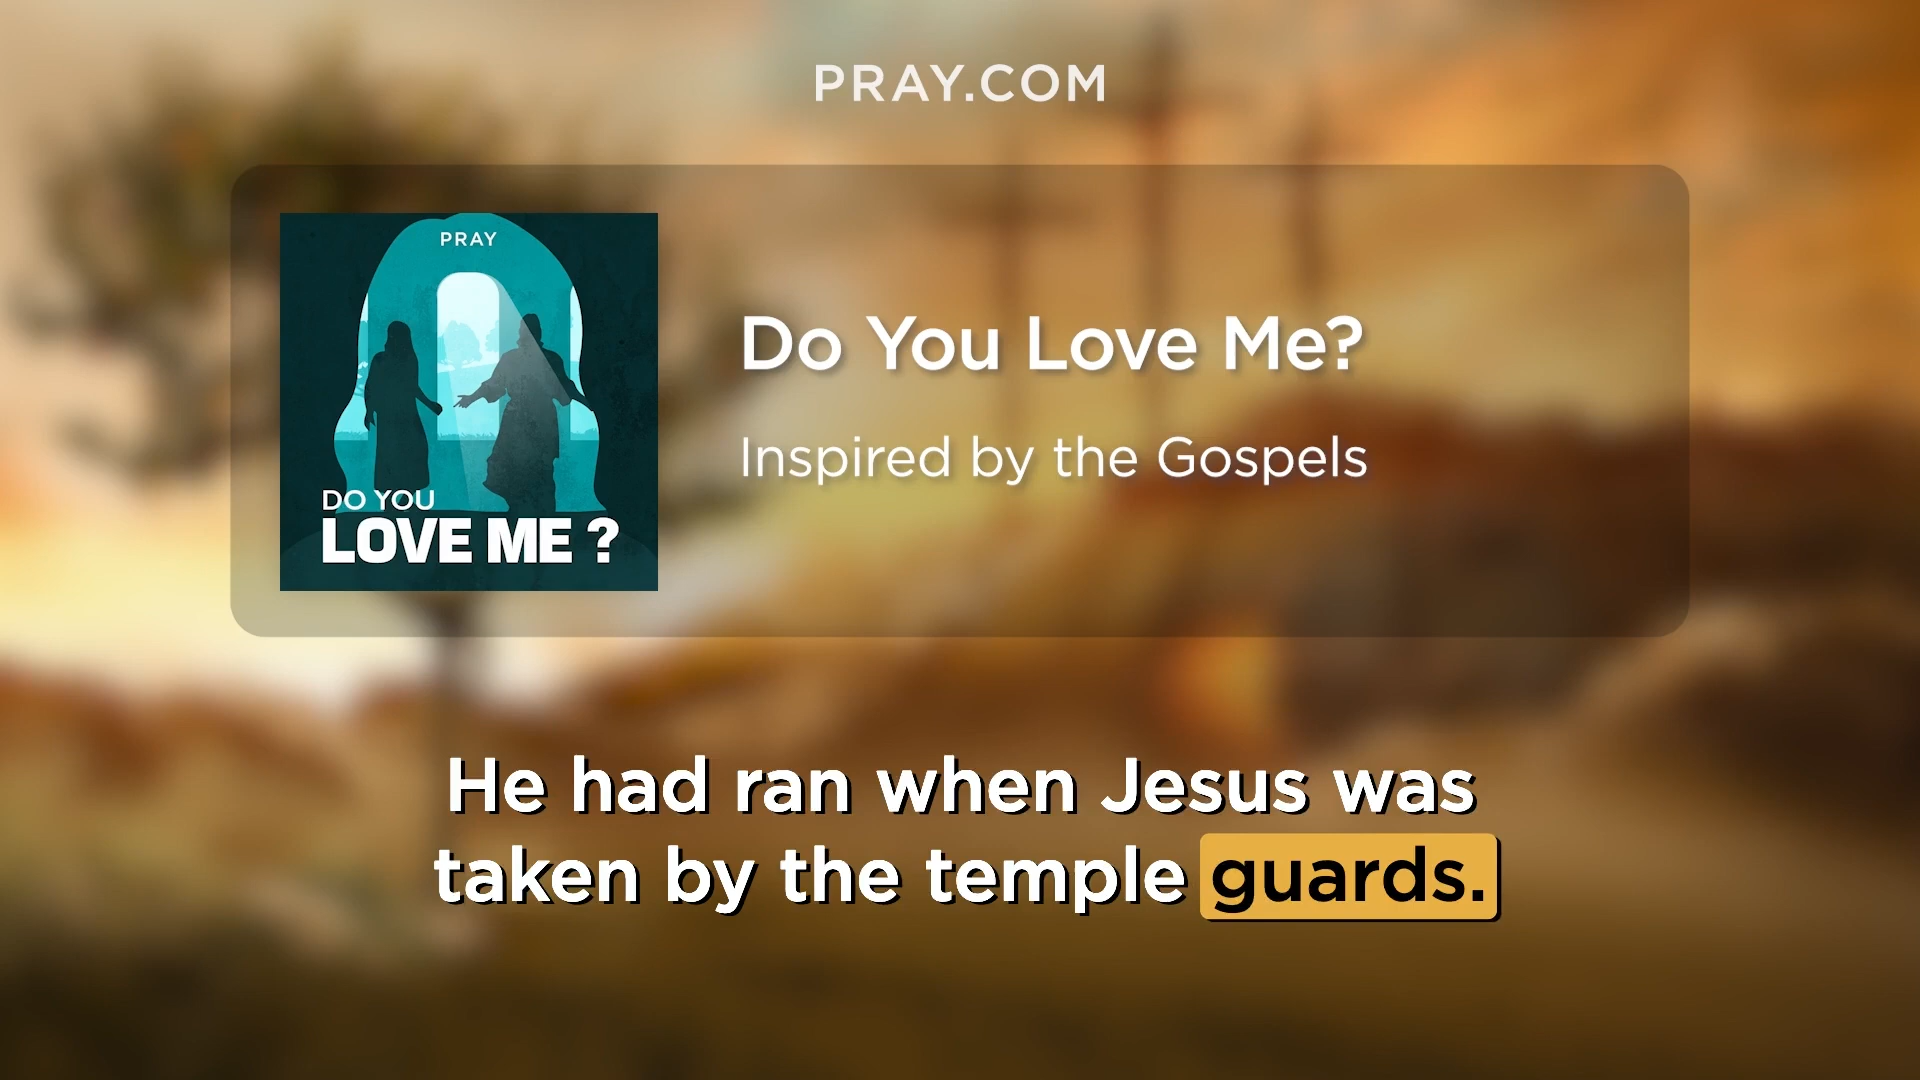 PRAY.COM
PRAY
DO YOU
LOVE ME ?
Do You Love Me?
Inspired by the Gospels
He had ran when Jesus was
taken by the temple guards.